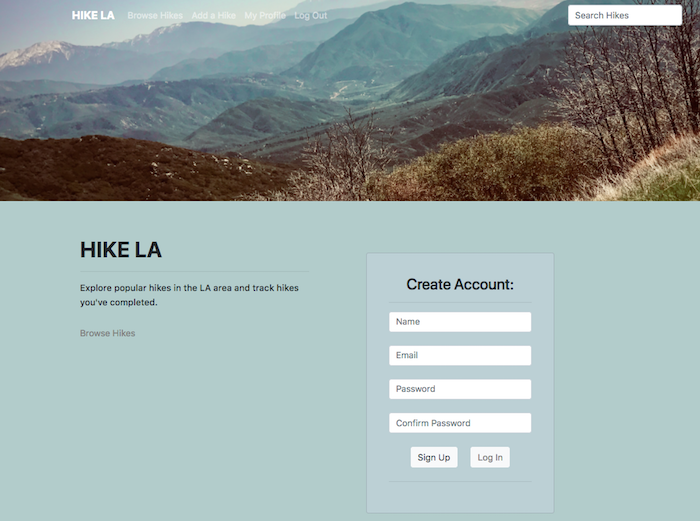 HIKE LA Browse Hikes Add a Hike My Profile Log Out Search Hikes
HIKE LA
Explore popular hikes in the LA area and track hikes
you've completed.
Browse Hikes
Create Account:
Name
Email
Password
Confirm Password
Sign Up Log In